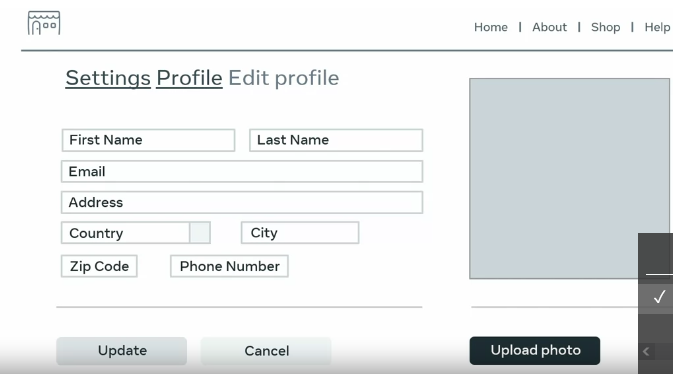 Home | About | Shop | Help
Settings Profile Edit profile
First Name Last Name
Email
Address
Country City
Zip Code Phone Number
Update Cancel Upload photo